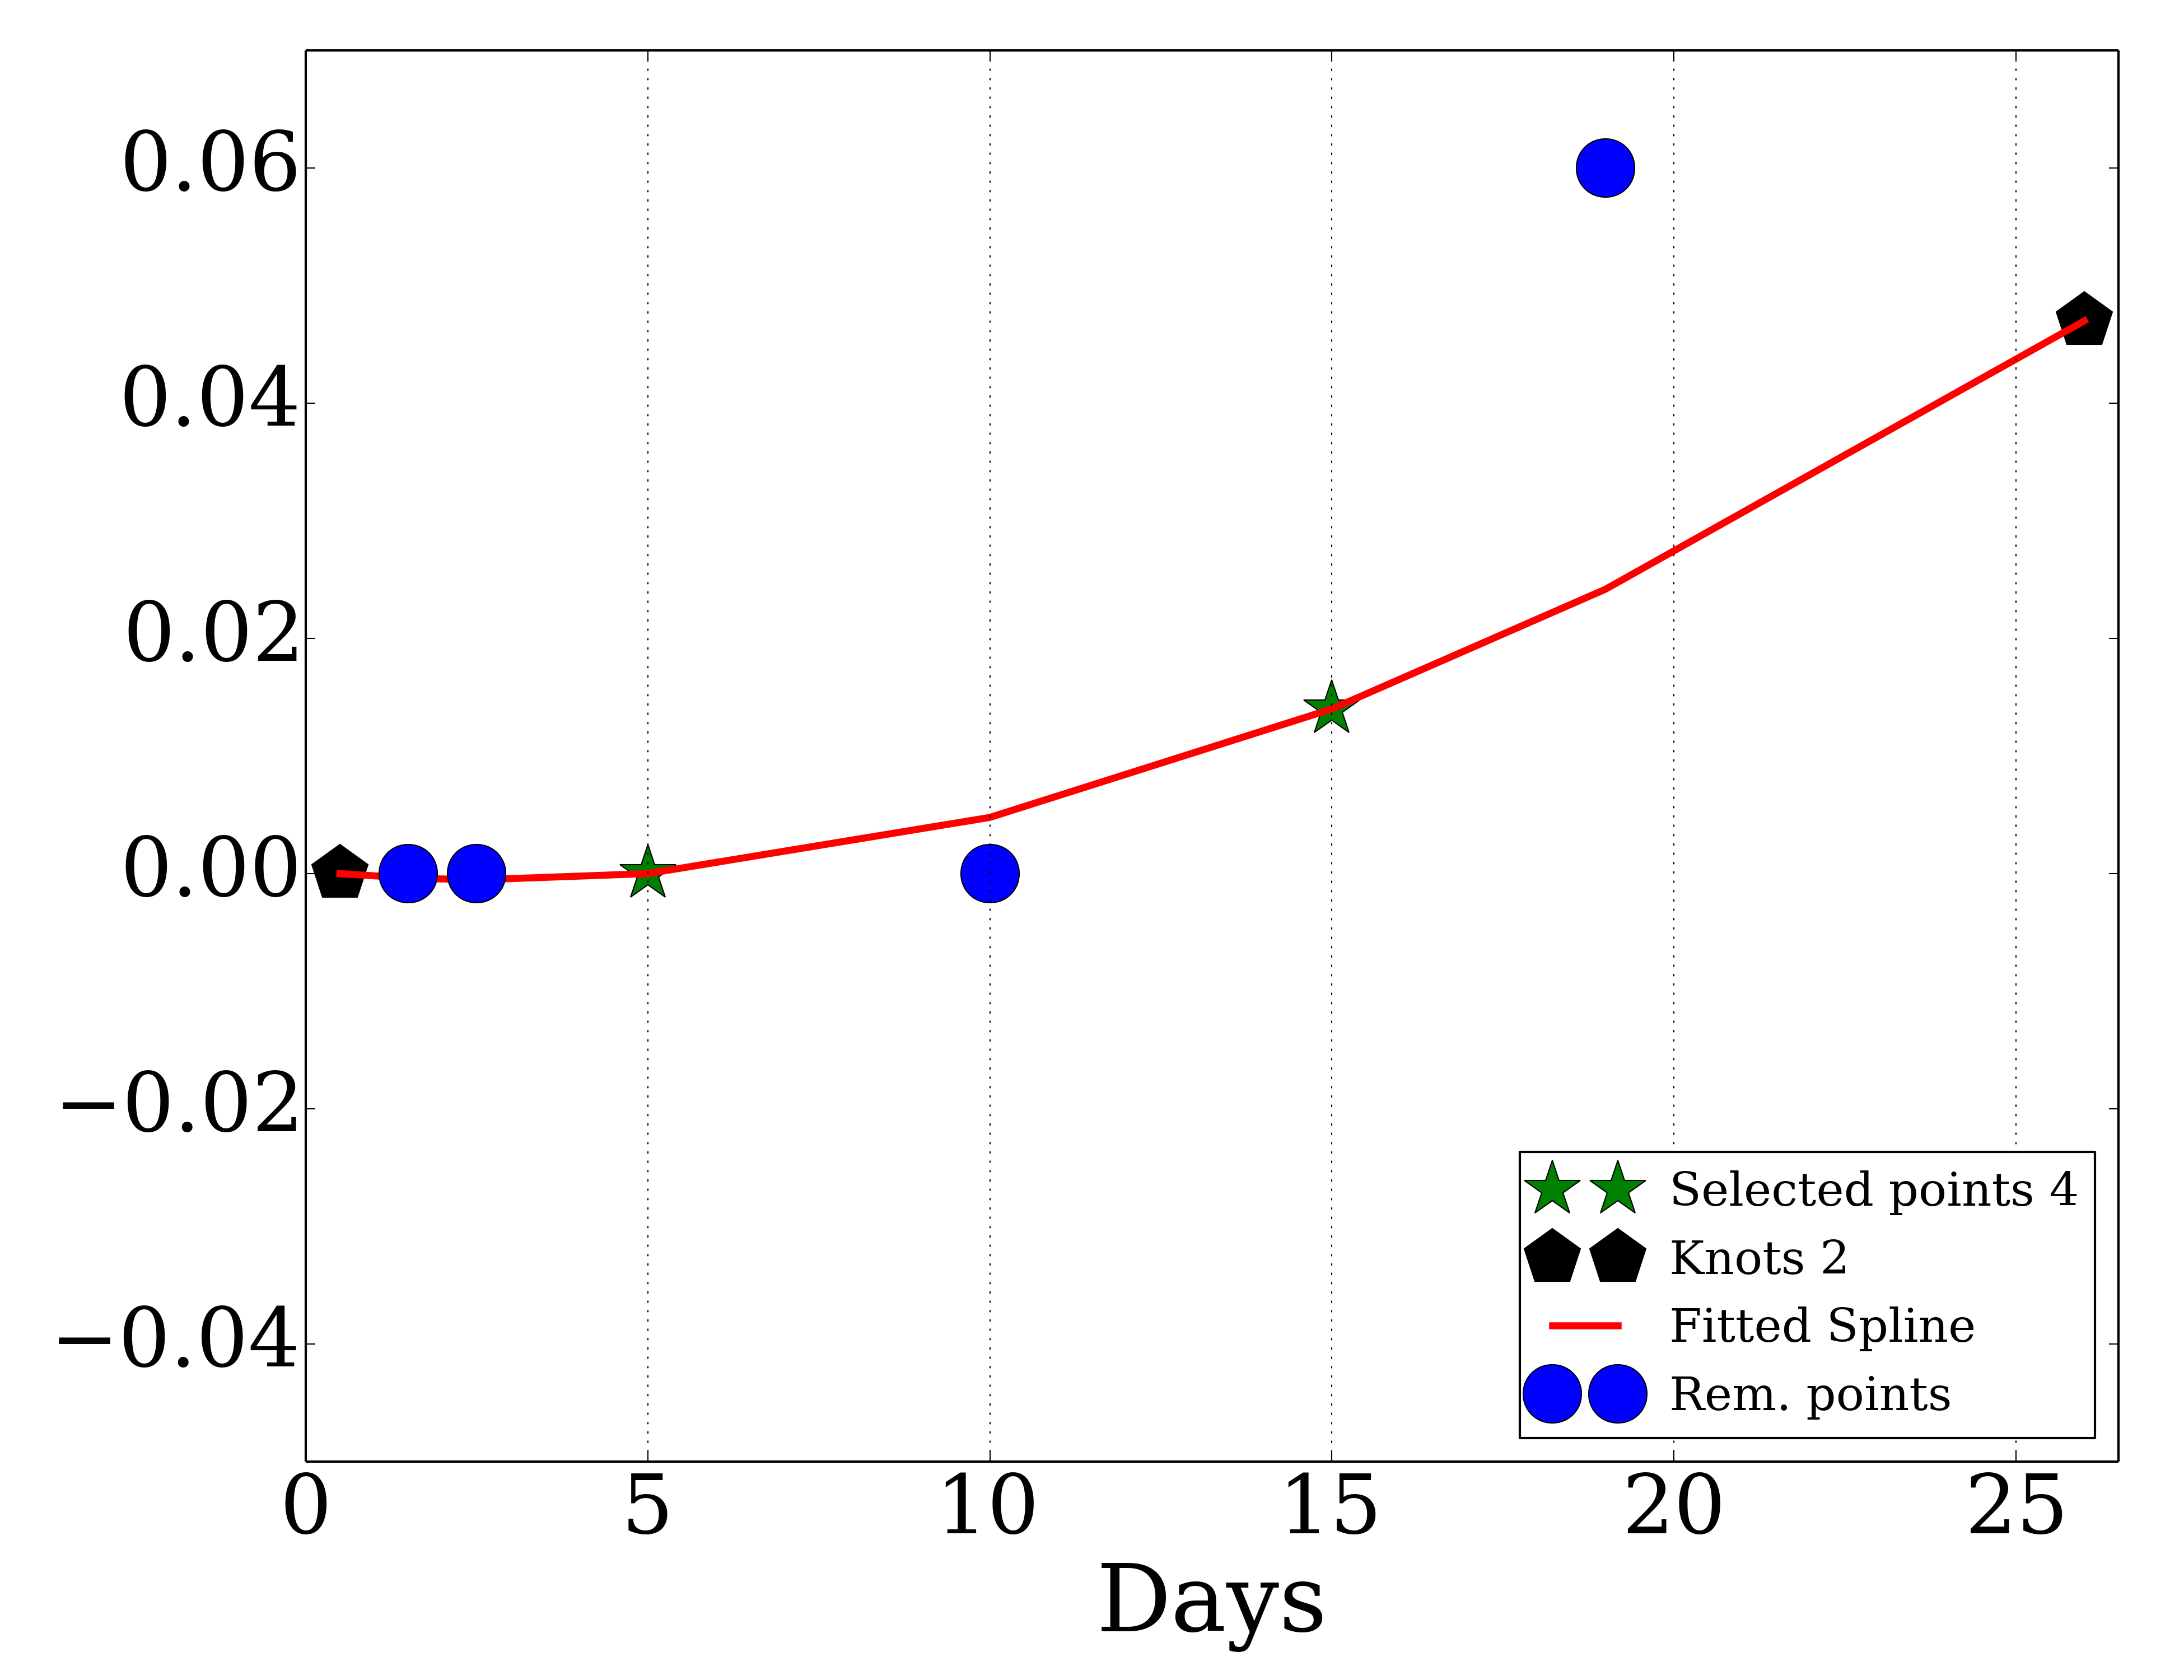 0.06
0.04
0.02
0.00
−0.02
−0.04
Selected points 4
Knots 2
Fitted Spline
Rem. points
0 5 10 15 20 25
Days